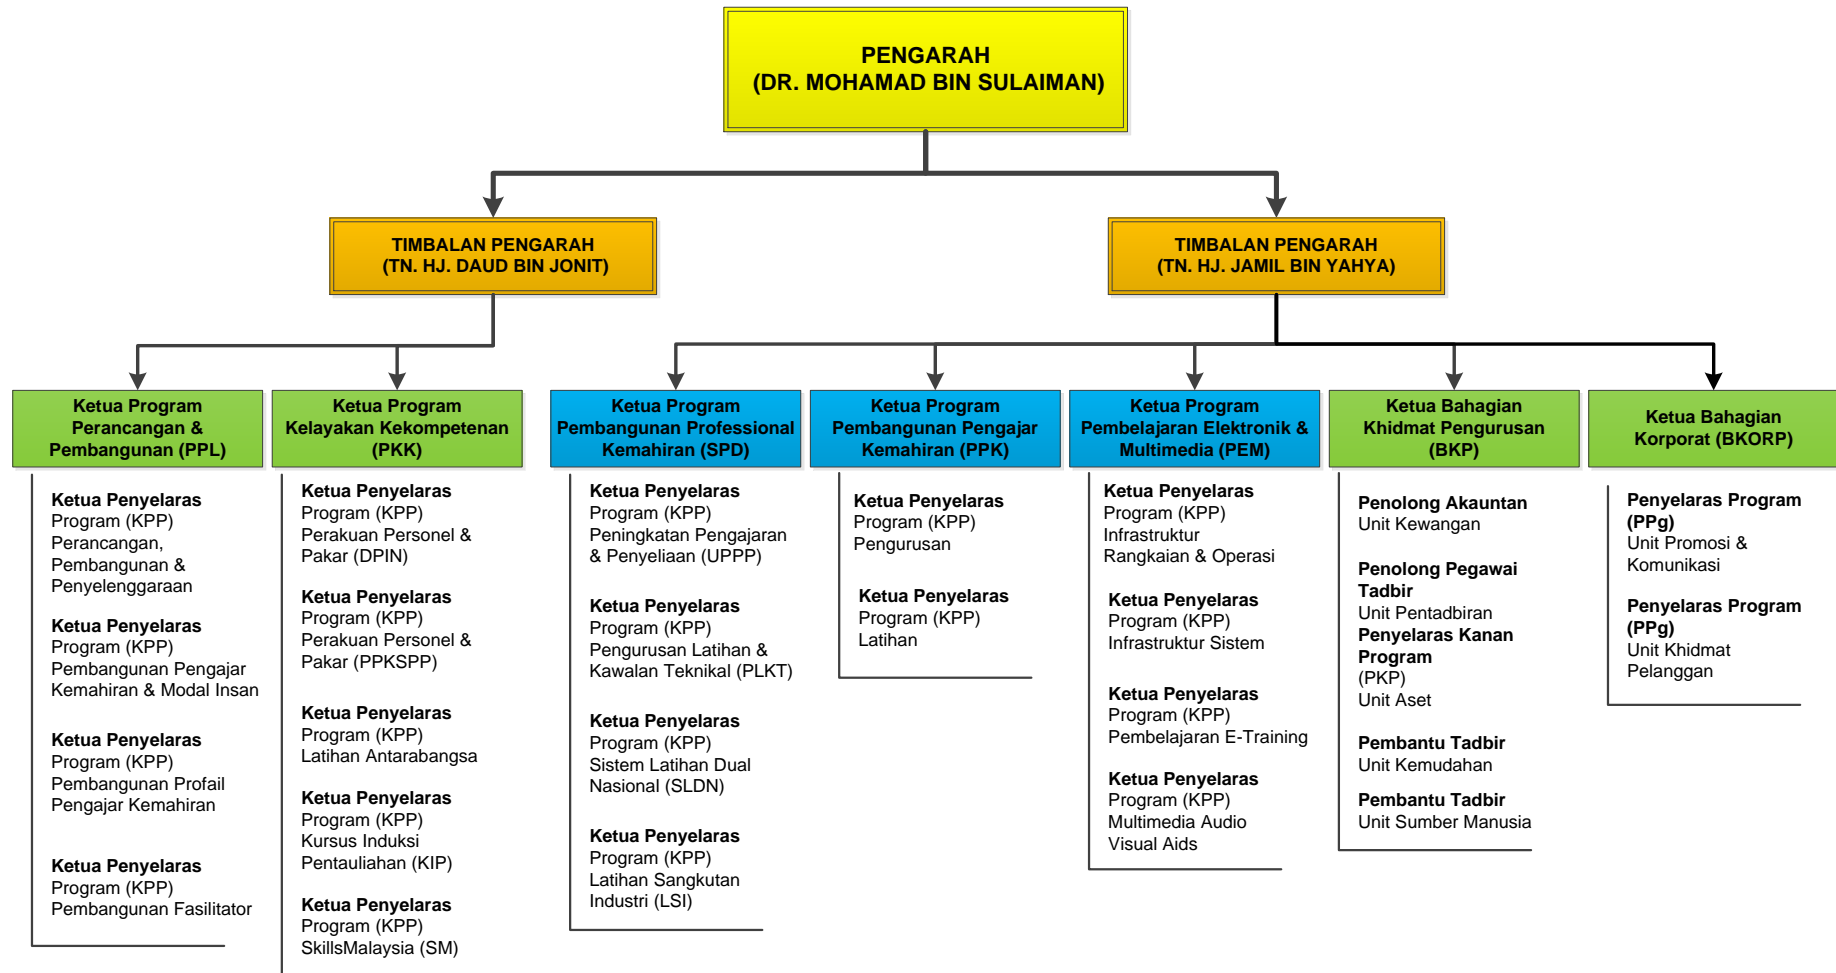 PENGARAH
(DR. MOHAMAD BIN SULAIMAN)
TIMBALAN PENGARAH
(TN. HJ. DAUD BIN JONIT)
TIMBALAN PENGARAH
(TN. HJ. JAMIL BIN YAHYA)
Ketua Program
Perancangan &
Pembangunan (PPL)
Ketua Penyelaras
Program (KPP)
Perancangan,
Pembangunan &
Penyelenggaraan
Ketua Penyelaras
Program (KPP)
Pembangunan Pengajar
Kemahiran & Modal Insan
Ketua Penyelaras
Program (KPP)
Pembangunan Profail
Pengajar Kemahiran
Ketua Penyelaras
Program (KPP)
Pembangunan Fasilitator
Ketua Program
Kelayakan Kekompetenan
(PKK)
Ketua Penyelaras
Program (KPP)
Perakuan Personel &
Pakar (DPIN)
Ketua Penyelaras
Program (KPP)
Perakuan Personel &
Pakar (PPKSPP)
Ketua Penyelaras
Program (KPP)
Latihan Antarabangsa
Ketua Penyelaras
Program (KPP)
Kursus Induksi
Pentauliahan (KIP)
Ketua Penyelaras
Program (KPP)
SkillsMalaysia (SM)
Ketua Program
Pembangunan Professional
Kemahiran (SPD)
Ketua Penyelaras
Program (KPP)
Peningkatan Pengajaran
& Penyeliaan (UPPP)
Ketua Penyelaras
Program (KPP)
Pengurusan Latihan &
Kawalan Teknikal (PLKT)
Ketua Penyelaras
Program (KPP)
Sistem Latihan Dual
Nasional (SLDN)
Ketua Penyelaras
Program (KPP)
Latihan Sangkutan
Industri (LSI)
Ketua Program
Pembangunan Pengajar
Kemahiran (PPK)
Ketua Penyelaras
Program (KPP)
Pengurusan
Ketua Penyelaras
Program (KPP)
Latihan
Ketua Program
Pembelajaran Elektronik &
Multimedia (PEM)
Ketua Penyelaras
Program (KPP)
Infrastruktur
Rangkaian & Operasi
Ketua Penyelaras
Program (KPP)
Infrastruktur Sistem
Ketua Penyelaras
Program (KPP)
Pembelajaran E-Training
Ketua Penyelaras
Program (KPP)
Multimedia Audio
Visual Aids
Ketua Bahagian
Khidmat Pengurusan
(BKP)
Penolong Akauntan
Unit Kewangan
Penolong Pegawai
Tadbir
Unit Pentadbiran
Penyelaras Kanan
Program
(PKP)
Unit Aset
Pembantu Tadbir
Unit Kemudahan
Pembantu Tadbir
Unit Sumber Manusia
Ketua Bahagian
Korporat (BKORP)
Penyelaras Program
(PPg)
Unit Promosi &
Komunikasi
Penyelaras Program
(PPg)
Unit Khidmat
Pelanggan